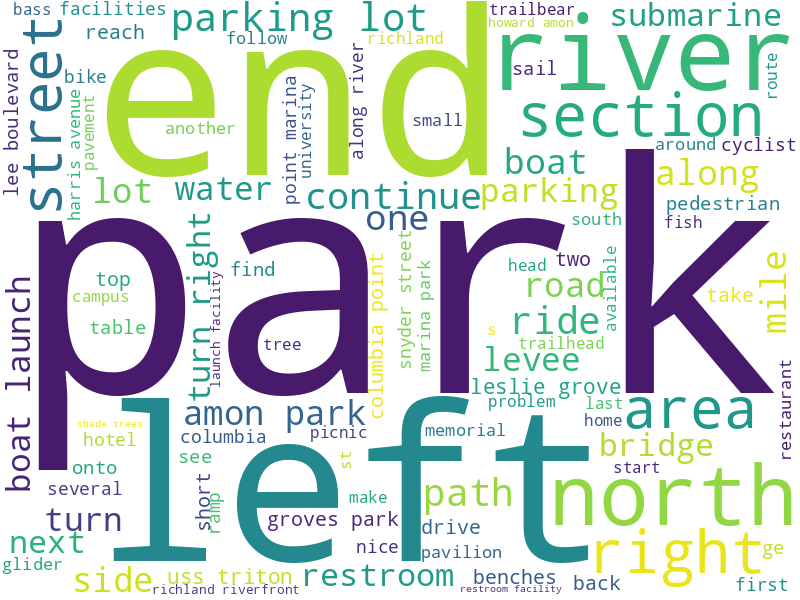 bass facilities
parking lot
trailbear
howard amon
submarine
reach
follow
richland
end
river
street
bike
sail
route
lee boulevard
harris avenue
pavement
another
point marina
university
along river
small
section
around cyclist
lot
water
continue
boat
parking
along
one
pedestrian
south
fish
turn right
park
top
find
campus
table
launch facility
tree
columbia point
snyder street
marina park
head
two
road
available
take
mile
s
ride
trailhead
boat launch
levee
leslie grove
problem
last
home
restaurant
amon park
area
shade trees
hotel
columbia
picnic
memorial
left
bridge
see
st
start
onto
several
short
ramp
make
path
north
turn
groves park
drive
next
nice
pavilion
right
ge
glider
side
uss triton
restroom
benches
back
first
richland riverfront
restroom facility